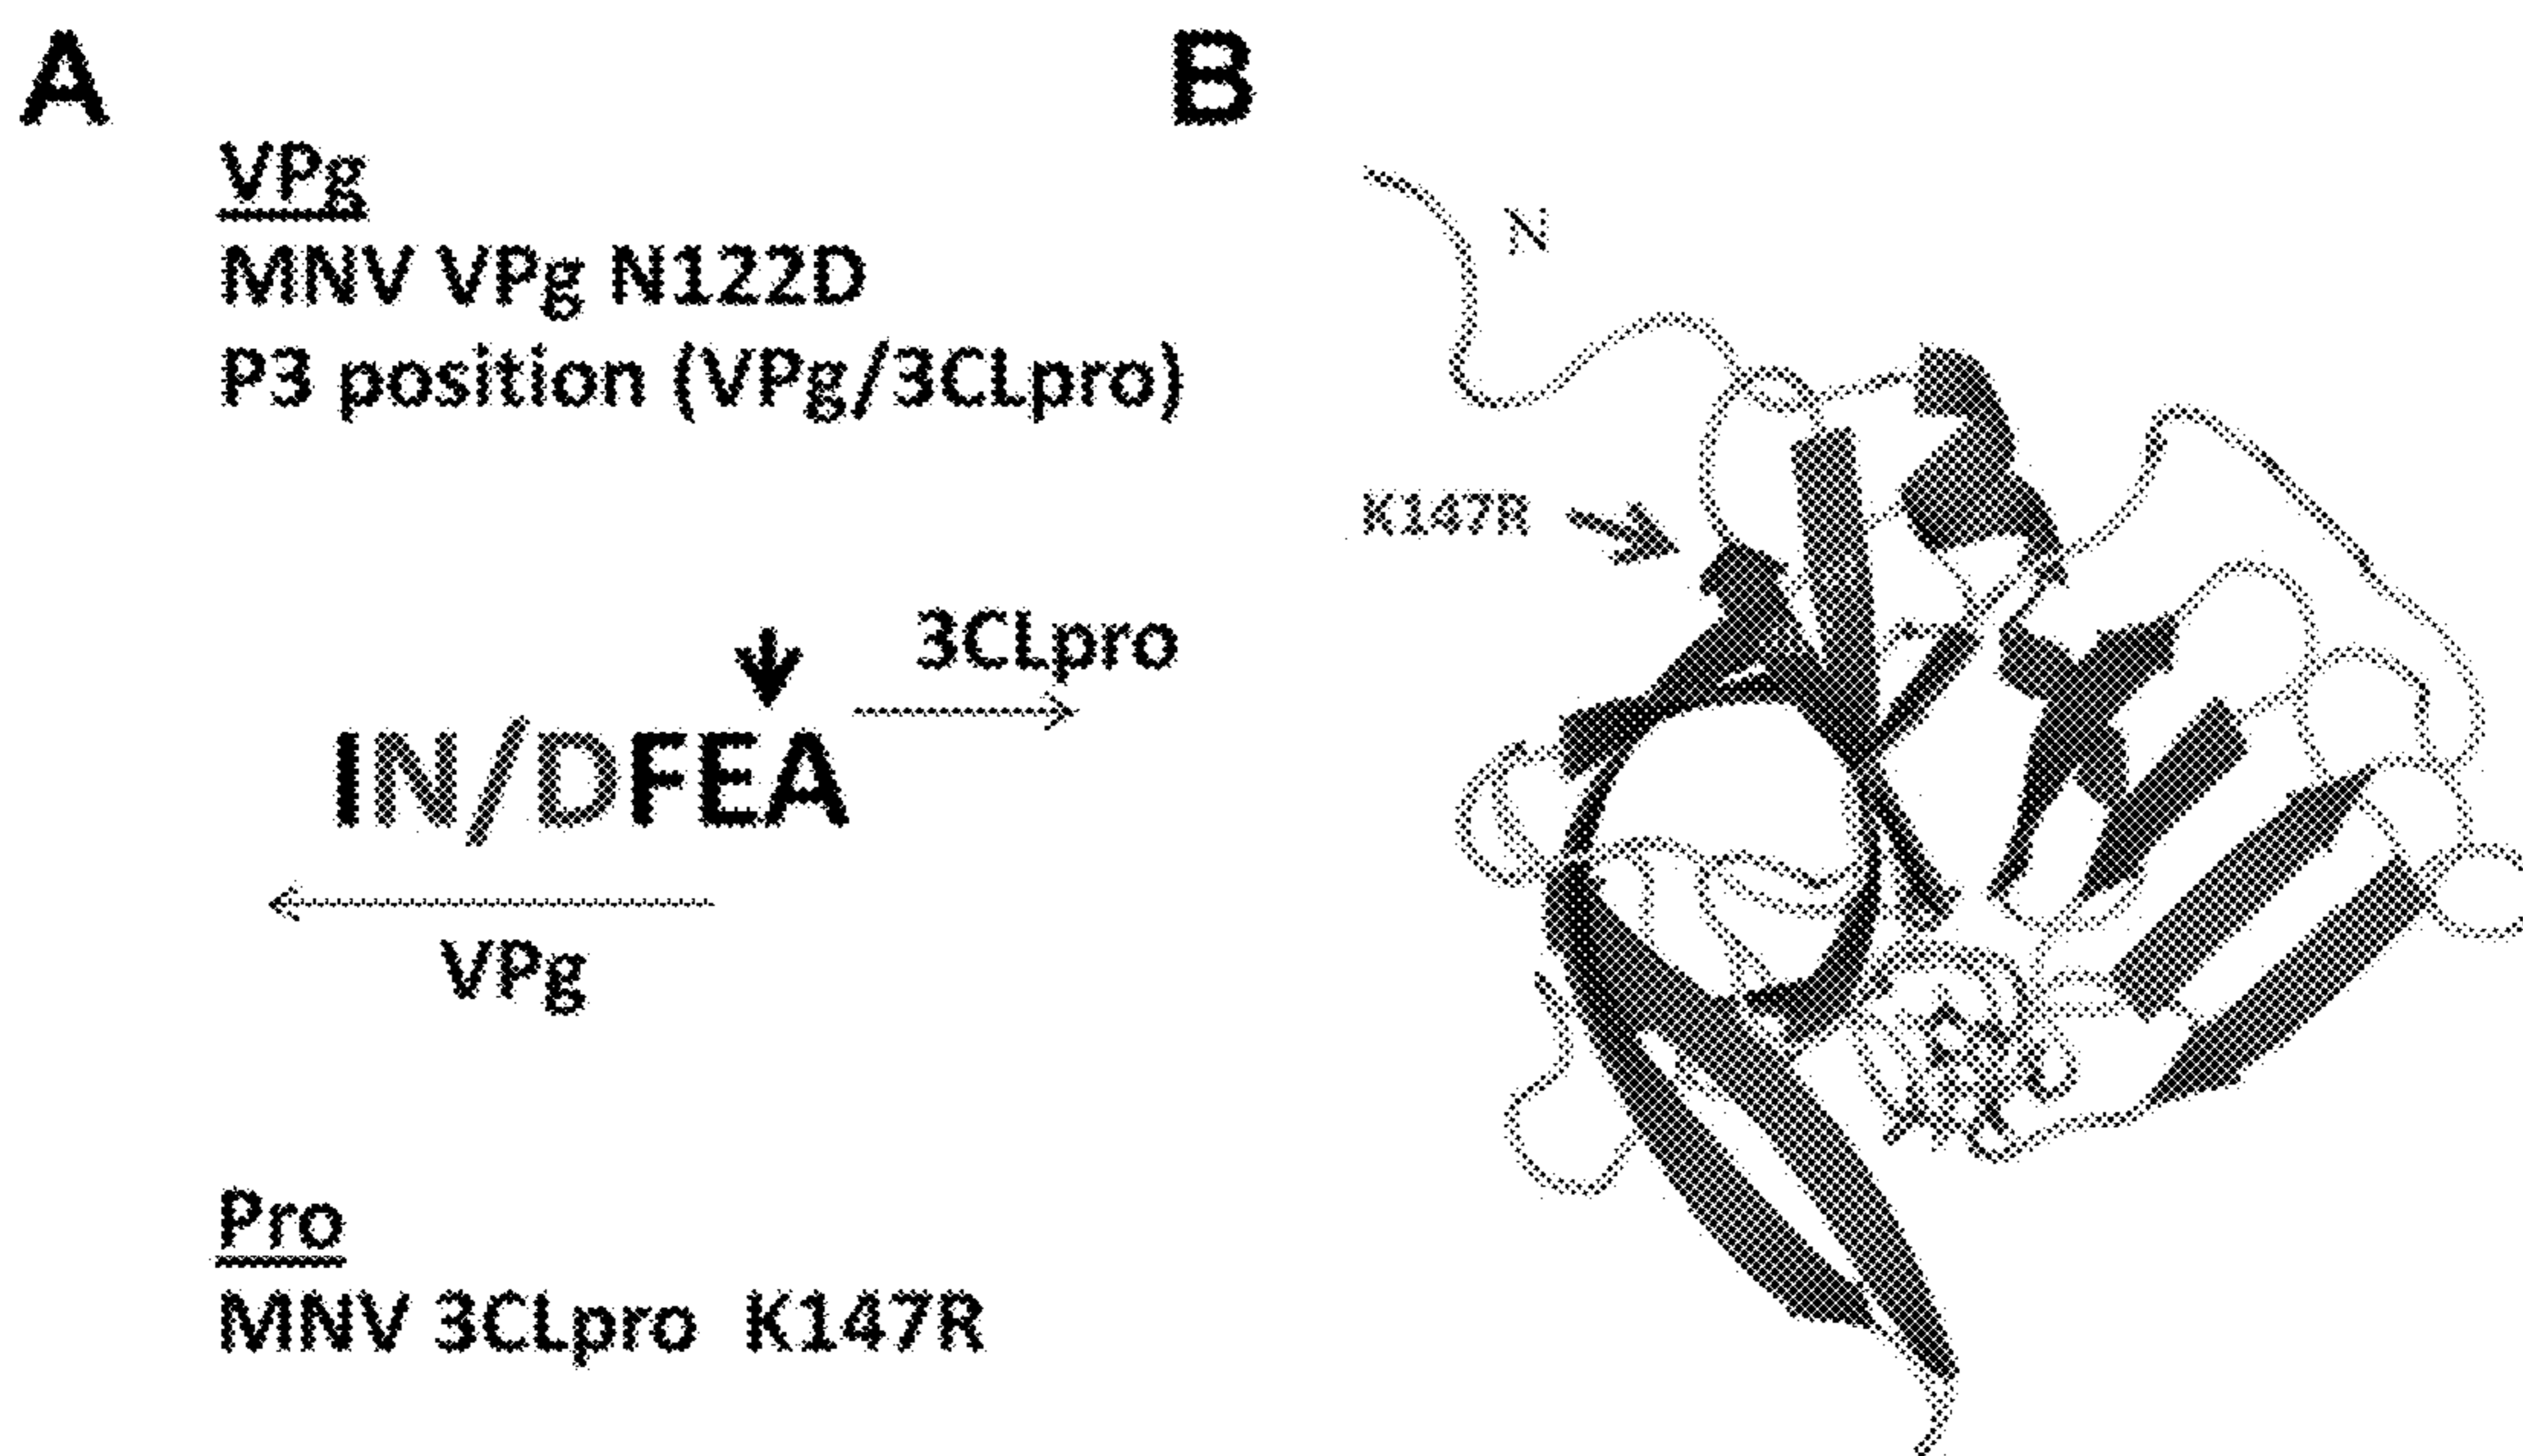 A
VPg
MNV VPg N122D
P3 position (VPg/3CLpro)
3CLpro
IN/DFEA
VPg
Pro
MNV 3CLpro K147R
B
N
K147R